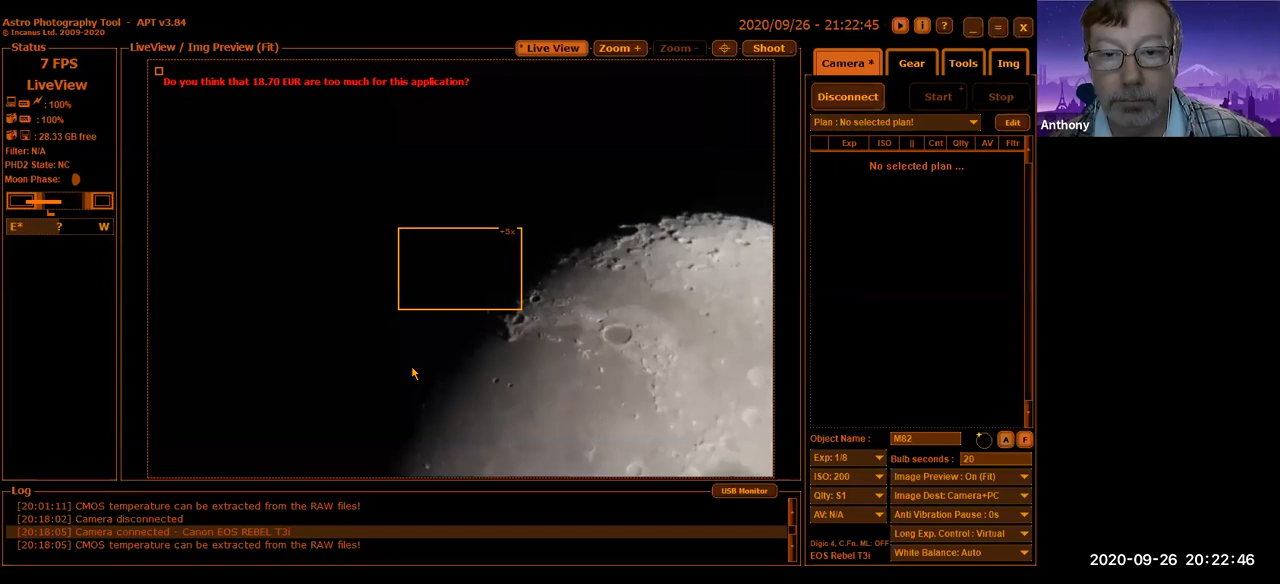 Astro Photography Tool - APT v3.84
© Incanus Ltd. 2009-2020
2020/09/26 - 21:22:45
? _ = x
Status
7 FPS
LiveView
: 100%
: 100%
: 28.33 GB free
Filter: N/A
PHD2 State: NC
Moon Phase:
E* ? W
LiveView / Img Preview (Fit)
* Live View Zoom + Zoom - Shoot
Do you think that 18.70 EUR are too much for this application?
~5x
Camera * Gear Tools Img
Disconnect Start * Stop
Plan : No selected plan! Edit
Exp ISO || Cnt Qlty AV Fltr
No selected plan ...
Object Name : M82 A F
Exp: 1/8 Bulb seconds : 20
ISO: 200 Image Preview : On (Fit)
Qlty: S1 Image Dest: Camera+PC
AV: N/A Anti Vibration Pause : 0s
Digic 4, C.Fn, ML: OFF Long Exp. Control : Virtual
EOS Rebel T3i White Balance: Auto
Log USB Monitor
[20:01:11] CMOS temperature can be extracted from the RAW files!
[20:18:02] Camera disconnected
[20:18:05] Camera connected - Canon EOS REBEL T3i
[20:18:05] CMOS temperature can be extracted from the RAW files!
Anthony
2020-09-26 20:22:46